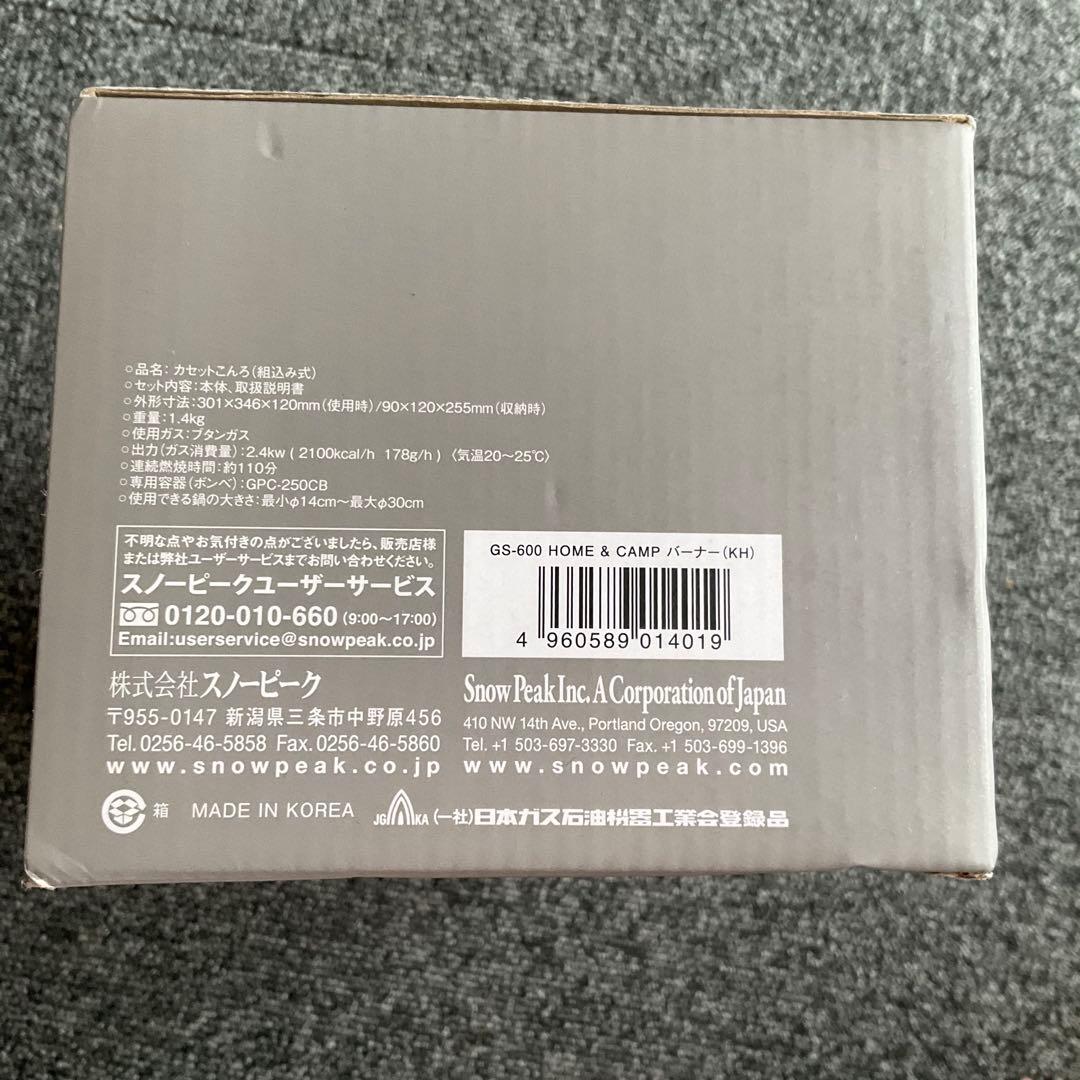 ○品名：カセットこんろ（組込み式）
○セット内容：本体、取扱説明書
○外形寸法：301×346×120mm（使用時）/90×120×255mm（収納時）
○重量：1.4kg
○使用ガス：ブタンガス
○出力（ガス消費量）：2.4kw ( 2100kcal/h 178g/h )〈気温20～25℃〉
○連続燃焼時間：約110分
○専用容器（ボンベ）：GPC-250CB
○使用できる鍋の大きさ：最小φ14cm～最大φ30cm
不明な点やお気付きの点がございましたら、販売店様
または弊社ユーザーサービスまでお問い合わせください。
スノーピークユーザーサービス
0120-010-660（9:00～17:00）
Email:userservice@snowpeak.co.jp
GS-600 HOME & CAMP バーナー（KH）
4 960589 014019
株式会社スノーピーク
〒955-0147 新潟県三条市中野原456
Tel. 0256-46-5858 Fax. 0256-46-5860
www.snowpeak.co.jp
Snow Peak Inc. A Corporation of Japan
410 NW 14th Ave., Portland Oregon, 97209, USA
Tel. +1 503-697-3330 Fax. +1 503-699-1396
www.snowpeak.com
箱 MADE IN KOREA JGKA（一社）日本ガス石油機器工業会登録品